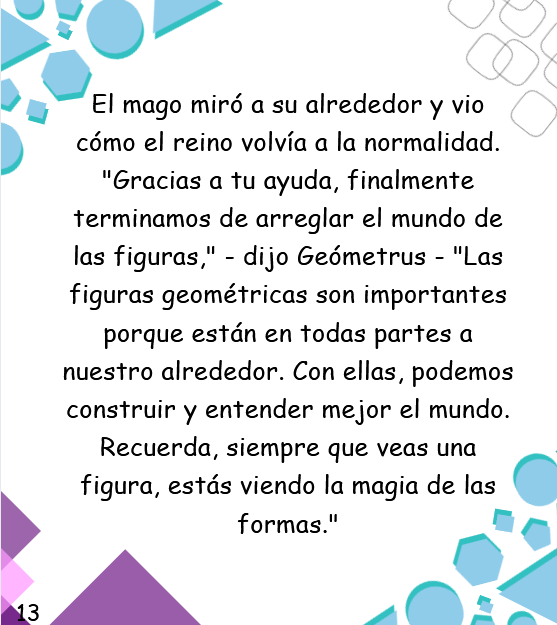 El mago miró a su alrededor y vio
cómo el reino volvía a la normalidad.
"Gracias a tu ayuda, finalmente
terminamos de arreglar el mundo de
las figuras," - dijo Geómetrus - "Las
figuras geométricas son importantes
porque están en todas partes a
nuestro alrededor. Con ellas, podemos
construir y entender mejor el mundo.
Recuerda, siempre que veas una
figura, estás viendo la magia de las
formas."
13